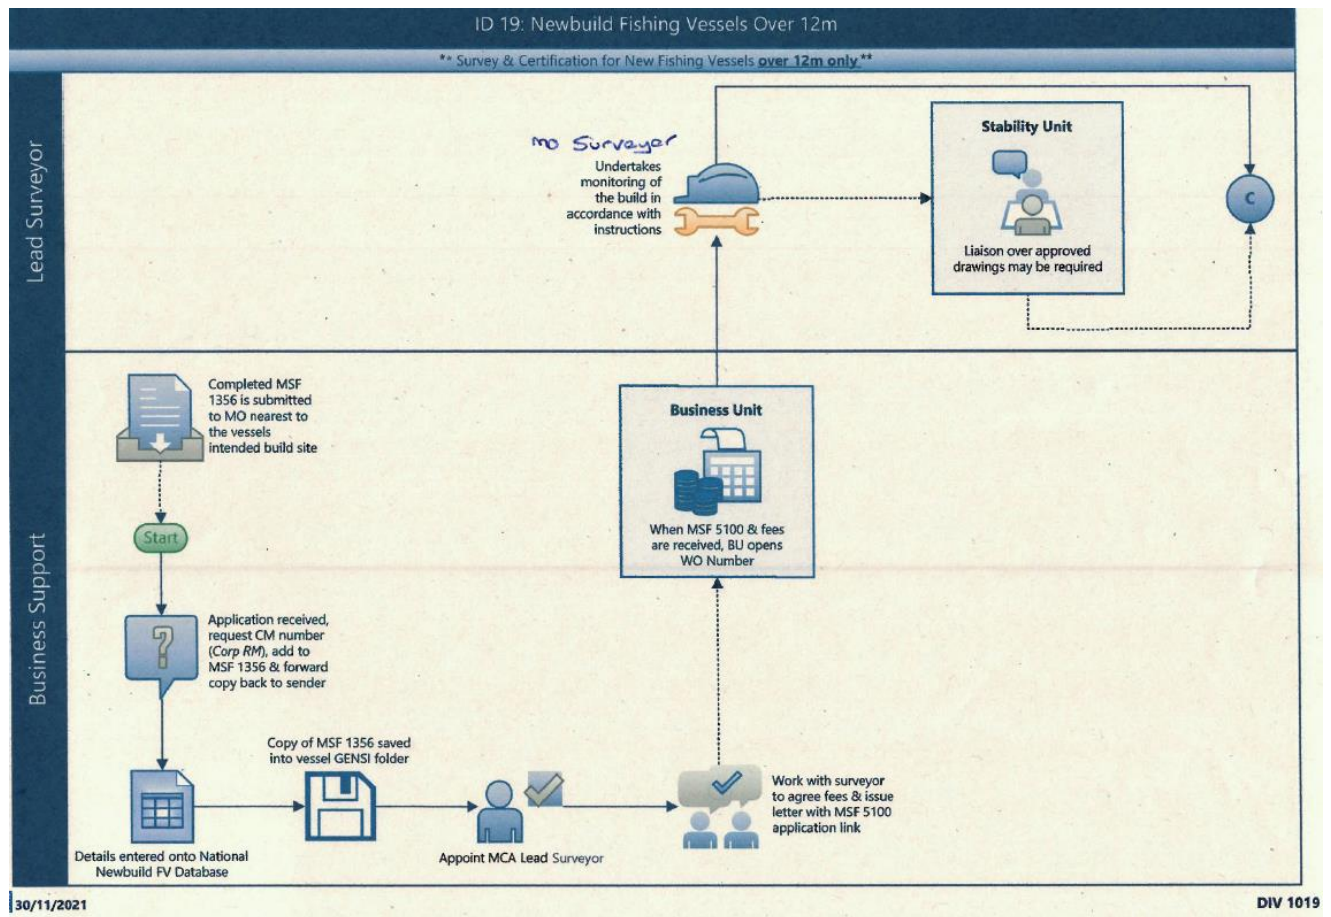 ID 19: Newbuild Fishing Vessels Over 12m
** Survey & Certification for New Fishing Vessels over 12m only **
Lead Surveyor
MO Surveyor
Undertakes
monitoring of
the build in
accordance with
instructions
Stability Unit
Liaison over approved
drawings may be required
C
Business Support
Completed MSF
1356 is submitted
to MO nearest to
the vessels
intended build site
Start
Application received,
request CM number
(Corp RM), add to
MSF 1356 & forward
copy back to sender
Details entered onto National
Newbuild FV Database
Copy of MSF 1356 saved
into vessel GENSI folder
Appoint MCA Lead Surveyor
Work with surveyor
to agree fees & issue
letter with MSF 5100
application link
Business Unit
When MSF 5100 & fees
are received, BU opens
WO Number
30/11/2021
DIV 1019